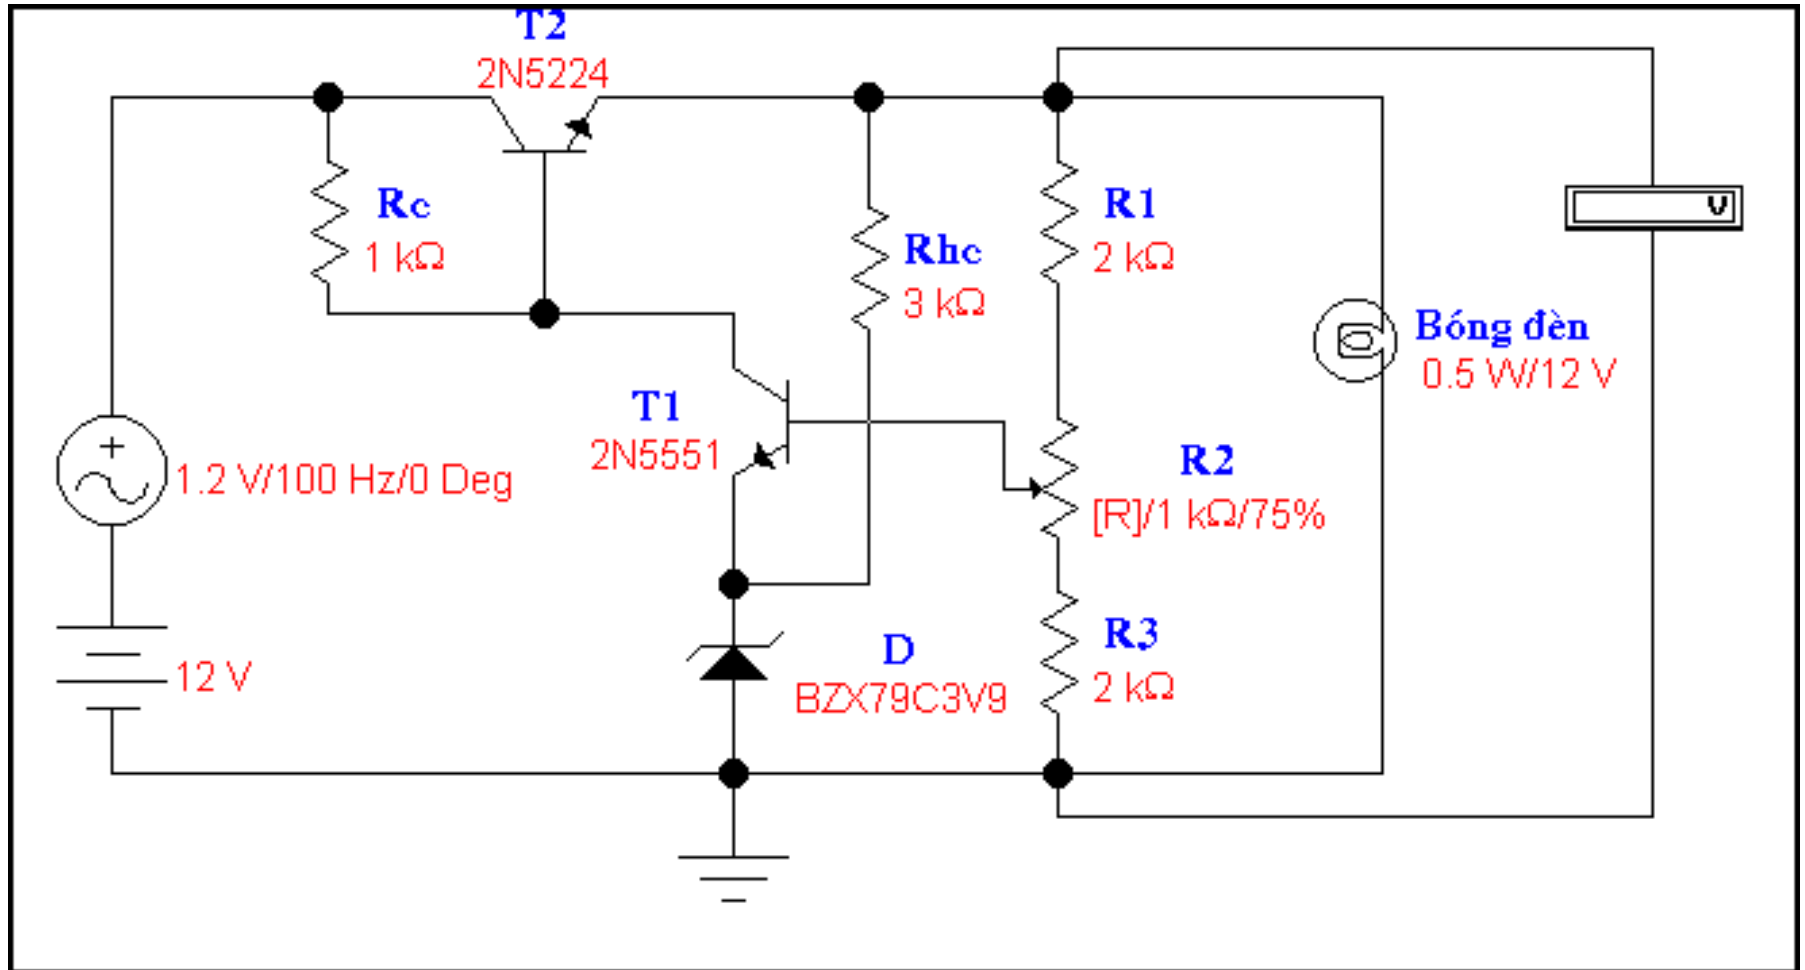 T2
2N5224
Rc
1 kΩ
Rhc
3 kΩ
R1
2 kΩ
V
Bóng đèn
0.5 W/12 V
T1
2N5551
+
1.2 V/100 Hz/0 Deg
R2
[R]/1 kΩ/75%
12 V
D
BZX79C3V9
R3
2 kΩ